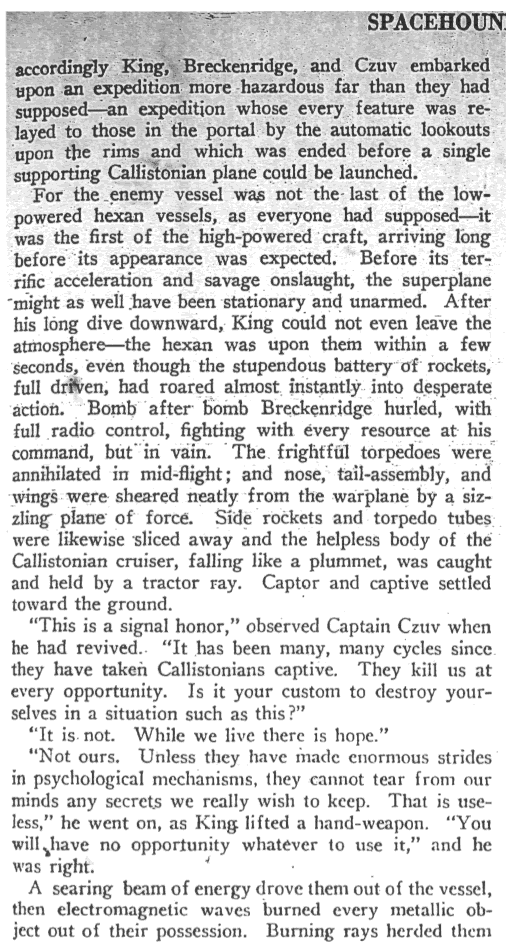 SPACEHOUN
accordingly King, Breckenridge, and Czuv embarked
upon an expedition more hazardous far than they had
supposed—an expedition whose every feature was re-
layed to those in the portal by the automatic lookouts
upon the rims and which was ended before a single
supporting Callistonian plane could be launched.
For the enemy vessel was not the last of the low-
powered hexan vessels, as everyone had supposed—it
was the first of the high-powered craft, arriving long
before its appearance was expected. Before its ter-
rific acceleration and savage onslaught, the superplane
might as well have been stationary and unarmed. After
his long dive downward, King could not even leave the
atmosphere—the hexan was upon them within a few
seconds, even though the stupendous battery of rockets,
full driven, had roared almost instantly into desperate
action. Bomb after bomb Breckenridge hurled, with
full radio control, fighting with every resource at his
command, but in vain. The frightful torpedoes were
annihilated in mid-flight; and nose, tail-assembly, and
wings were sheared neatly from the warplane by a siz-
zling plane of force. Side rockets and torpedo tubes
were likewise sliced away and the helpless body of the
Callistonian cruiser, falling like a plummet, was caught
and held by a tractor ray. Captor and captive settled
toward the ground.
"This is a signal honor," observed Captain Czuv when
he had revived. "It has been many, many cycles since
they have taken Callistonians captive. They kill us at
every opportunity. Is it your custom to destroy your-
selves in a situation such as this?"
"It is not. While we live there is hope."
"Not ours. Unless they have made enormous strides
in psychological mechanisms, they cannot tear from our
minds any secrets we really wish to keep. That is use-
less," he went on, as King lifted a hand-weapon. "You
will have no opportunity whatever to use it," and he
was right.
A searing beam of energy drove them out of the vessel,
then electromagnetic waves burned every metallic ob-
ject out of their possession. Burning rays herded them